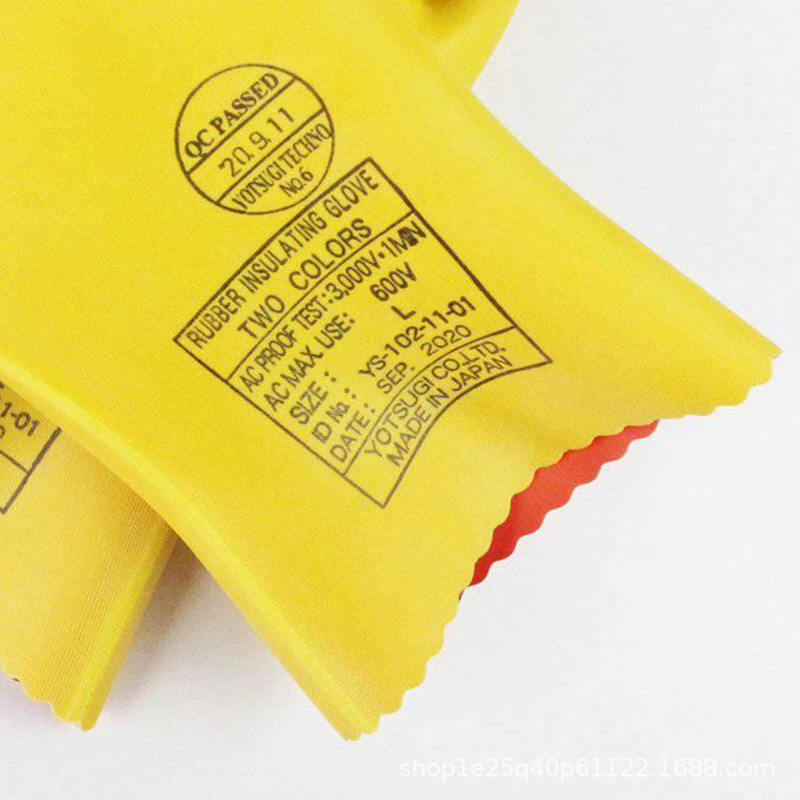 QC PASSED
20.9.11
YOTSUGI TECHNO
No.6
RUBBER INSULATING GLOVE
TWO COLORS
AC PROOF TEST: 3,000V·1MIN
AC MAX USE: 600V
SIZE: L
ID No.: YS-102-11-01
DATE: SEP. 2020
YOTSUGI CO.,LTD.
MADE IN JAPAN
1-01
shop1e25q40p61122.1688.com